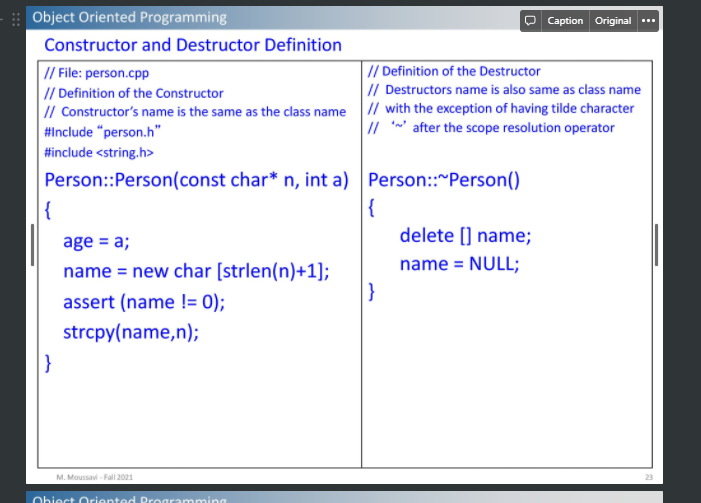 Object Oriented Programming
Caption Original •••
Constructor and Destructor Definition
// File: person.cpp
// Definition of the Constructor
// Constructor's name is the same as the class name
#Include "person.h"
#include <string.h>
Person::Person(const char* n, int a)
{
age = a;
name = new char [strlen(n)+1];
assert (name != 0);
strcpy(name,n);
}
// Definition of the Destructor
// Destructors name is also same as class name
// with the exception of having tilde character
// '~' after the scope resolution operator
Person::~Person()
{
delete [] name;
name = NULL;
}
M. Moussavi - Fall 2021
23
Object Oriented Programming